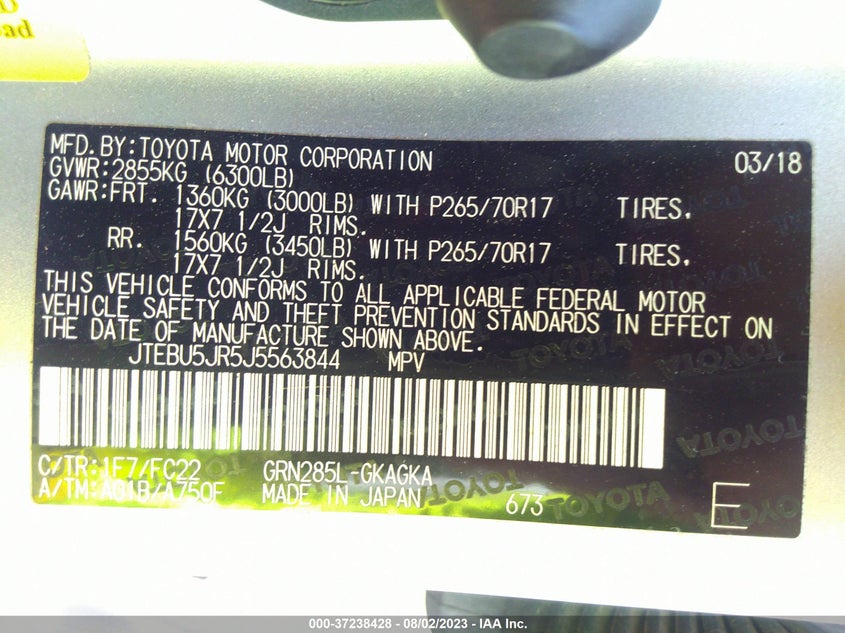 ad
MFD.BY:TOYOTA MOTOR CORPORATION 03/18
GVWR:2855KG (6300LB)
GAWR:FRT. 1360KG (3000LB) WITH P265/70R17 TIRES,
17X7 1/2J RIMS.
RR. 1560KG (3450LB) WITH P265/70R17 TIRES,
17X7 1/2J RIMS.
THIS VEHICLE CONFORMS TO ALL APPLICABLE FEDERAL MOTOR
VEHICLE SAFETY AND THEFT PREVENTION STANDARDS IN EFFECT ON
THE DATE OF MANUFACTURE SHOWN ABOVE.
JTEBU5JR5J5563844 MPV
C/TR:1F7/FC22 GRN285L-GKAGKA
A/TM:A01B/A750F MADE IN JAPAN 673 E
TOYOTA
000-37238428 - 08/02/2023 - IAA Inc.